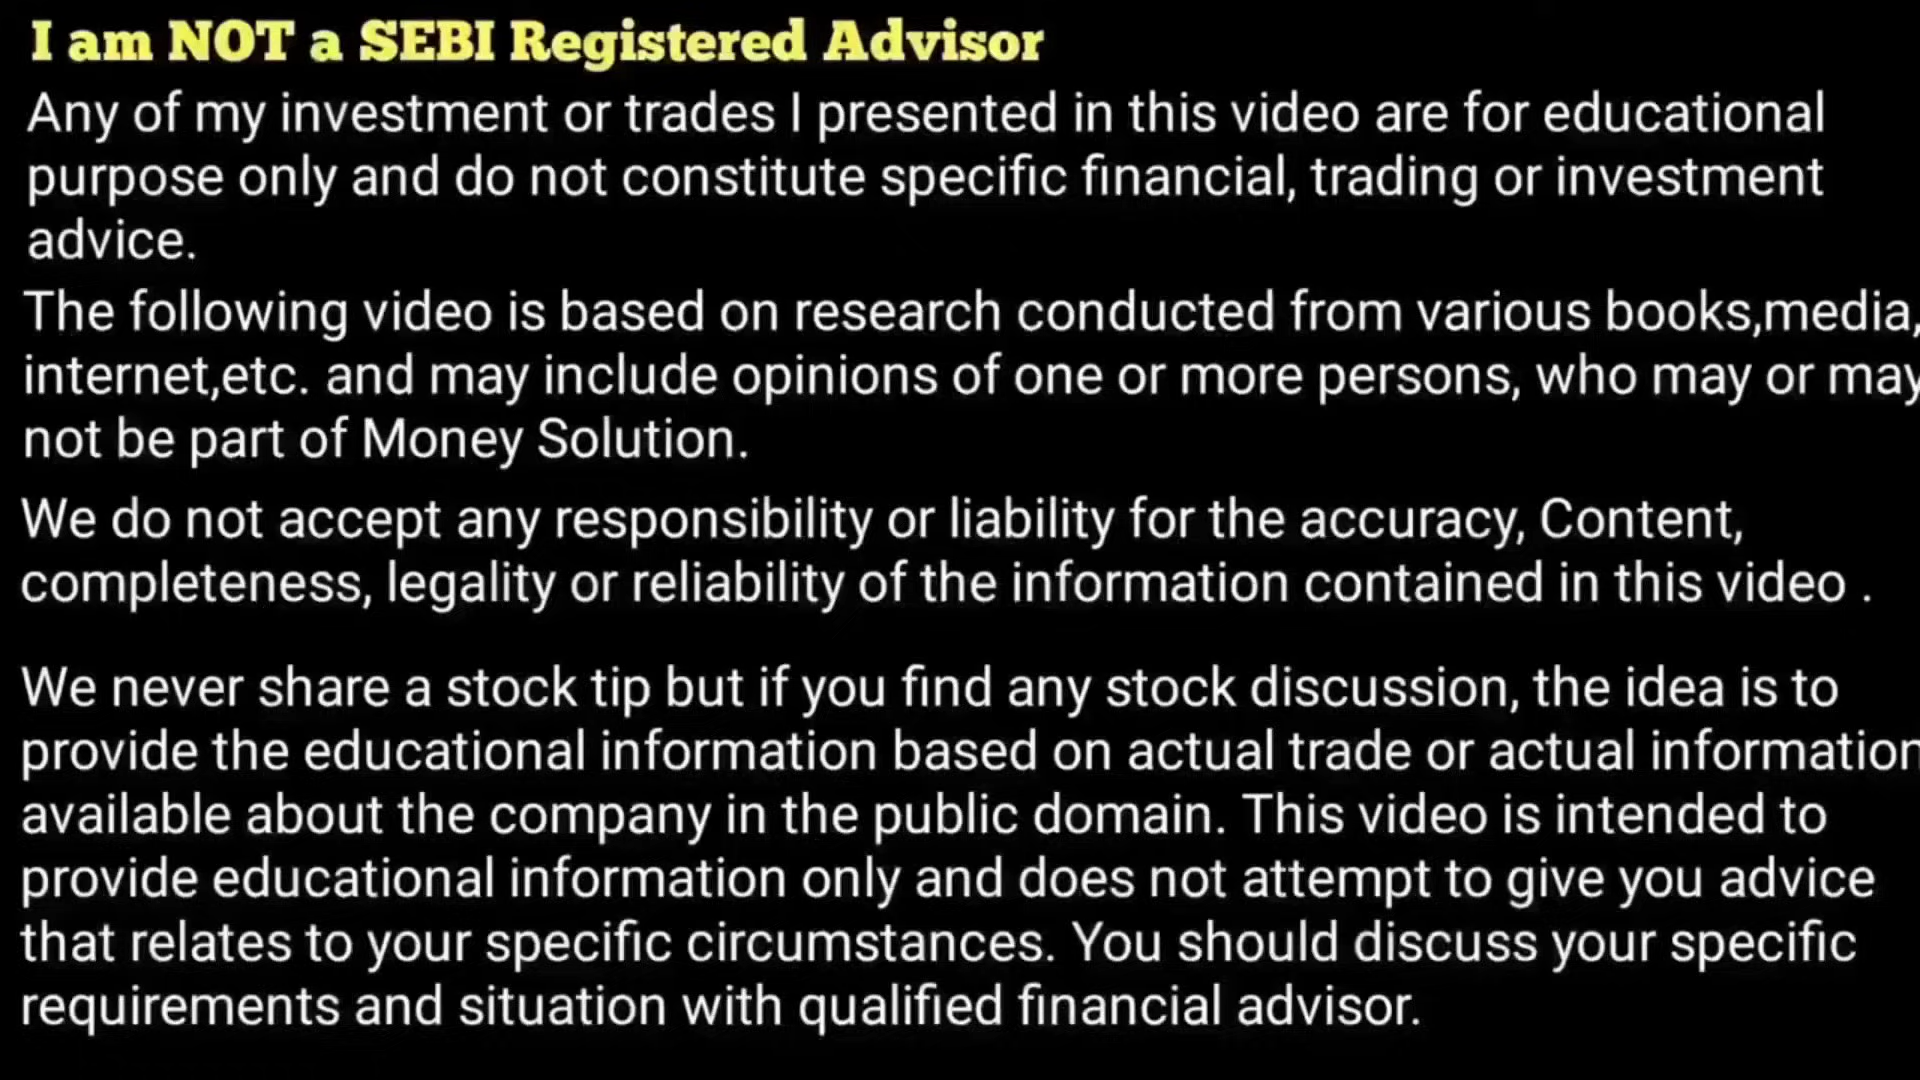 I am NOT a SEBI Registered Advisor
Any of my investment or trades I presented in this video are for educational
purpose only and do not constitute specific financial, trading or investment
advice.
The following video is based on research conducted from various books,media,
internet,etc. and may include opinions of one or more persons, who may or may
not be part of Money Solution.
We do not accept any responsibility or liability for the accuracy, Content,
completeness, legality or reliability of the information contained in this video .
We never share a stock tip but if you find any stock discussion, the idea is to
provide the educational information based on actual trade or actual information
available about the company in the public domain. This video is intended to
provide educational information only and does not attempt to give you advice
that relates to your specific circumstances. You should discuss your specific
requirements and situation with qualified financial advisor.